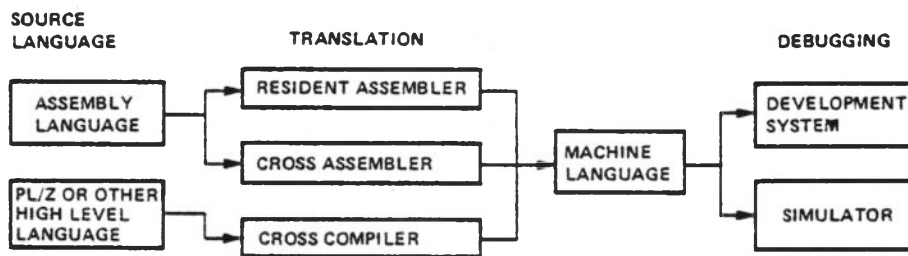 SOURCE
LANGUAGE
TRANSLATION
DEBUGGING
ASSEMBLY
LANGUAGE
PL/Z OR OTHER
HIGH LEVEL
LANGUAGE
RESIDENT ASSEMBLER
CROSS ASSEMBLER
CROSS COMPILER
MACHINE
LANGUAGE
DEVELOPMENT
SYSTEM
SIMULATOR